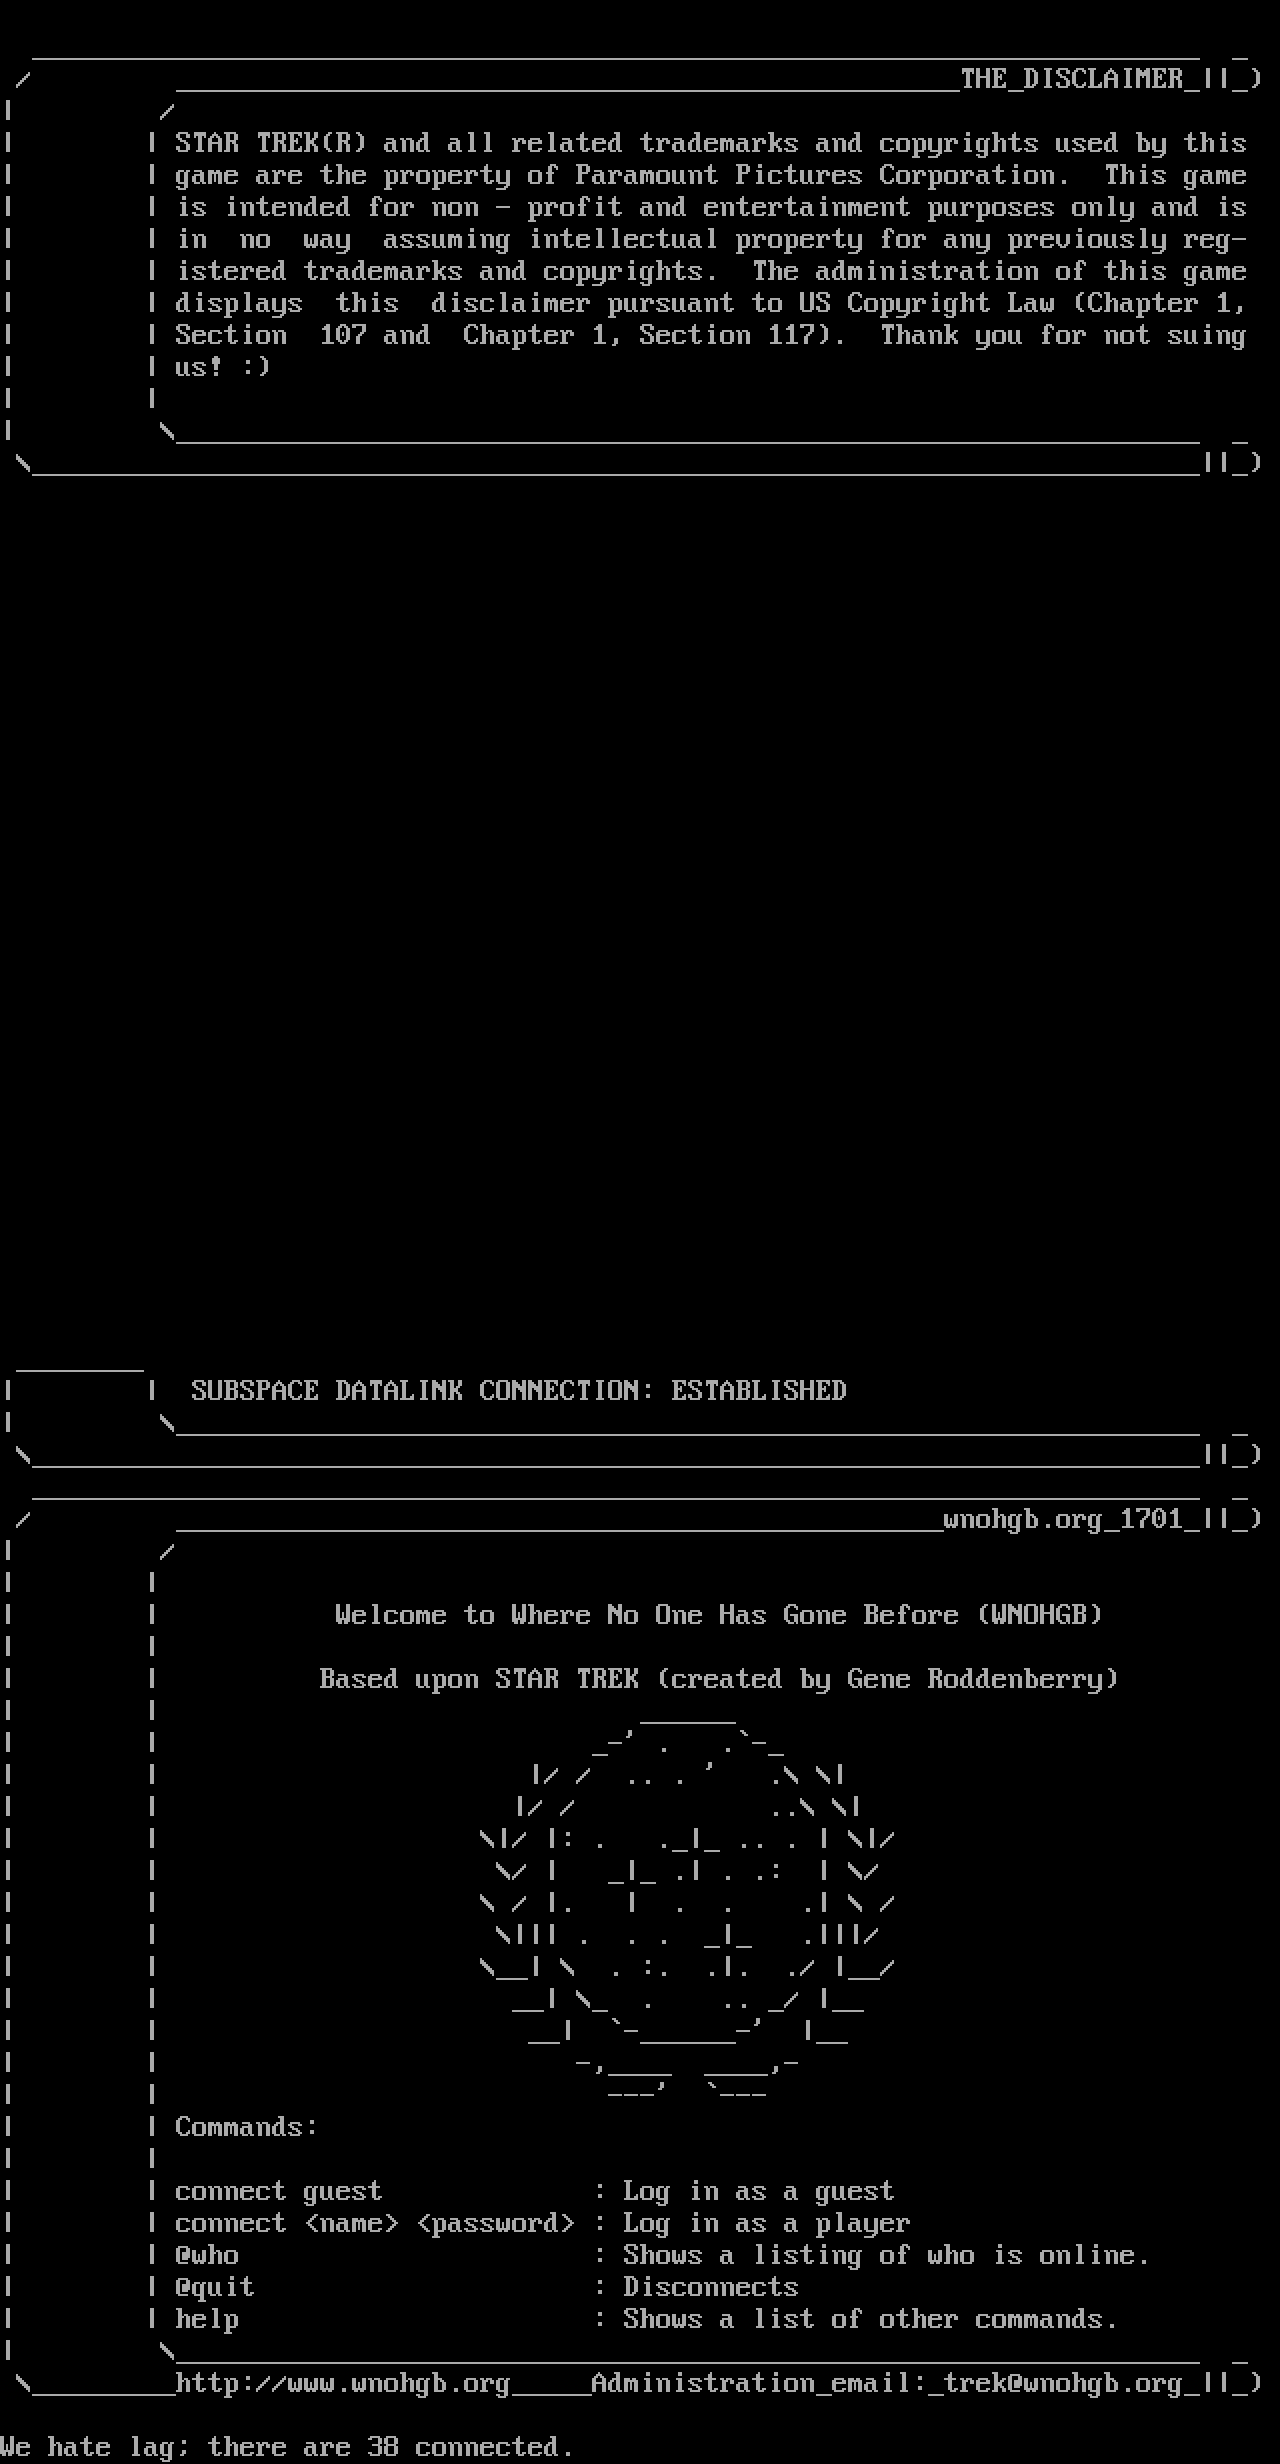 THE_DISCLAIMER
STAR TREK(R) and all related trademarks and copyrights used by this
game are the property of Paramount Pictures Corporation.  This game
is intended for non - profit and entertainment purposes only and is
in  no  way  assuming intellectual property for any previously reg-
istered trademarks and copyrights.  The administration of this game
displays  this  disclaimer pursuant to US Copyright Law (Chapter 1,
Section  107 and  Chapter 1, Section 117).  Thank you for not suing
us! :)
SUBSPACE DATALINK CONNECTION: ESTABLISHED
wnohgb.org_1701
Welcome to Where No One Has Gone Before (WNOHGB)
Based upon STAR TREK (created by Gene Roddenberry)
Commands:
connect guest             : Log in as a guest
connect <name> <password> : Log in as a player
@who                      : Shows a listing of who is online.
@quit                     : Disconnects
help                      : Shows a list of other commands.
http://www.wnohgb.org_____Administration_email:_trek@wnohgb.org
We hate lag; there are 38 connected.